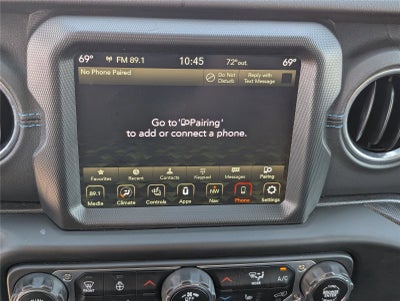 69° FM 89.1 10:45 72° out. 69°
No Phone Paired
Do Not Disturb
Reply with Text Message
Go to 'Pairing'
to add or connect a phone.
Favorites Recent Contacts Keypad Messages Pairing
89.1 NW
Media Climate Controls Apps Nav Phone Settings
A/C